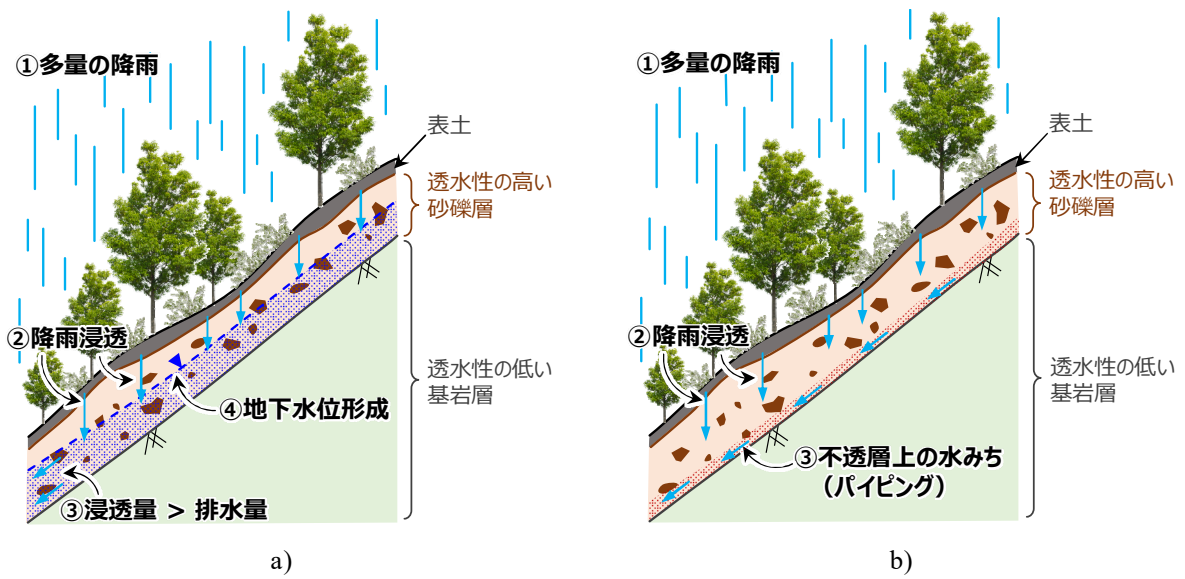 ①多量の降雨
表土
透水性の高い
砂礫層
②降雨浸透
透水性の低い
基岩層
④地下水位形成
③浸透量 > 排水量
a)
①多量の降雨
表土
透水性の高い
砂礫層
②降雨浸透
透水性の低い
基岩層
③不透層上の水みち
（パイピング）
b)